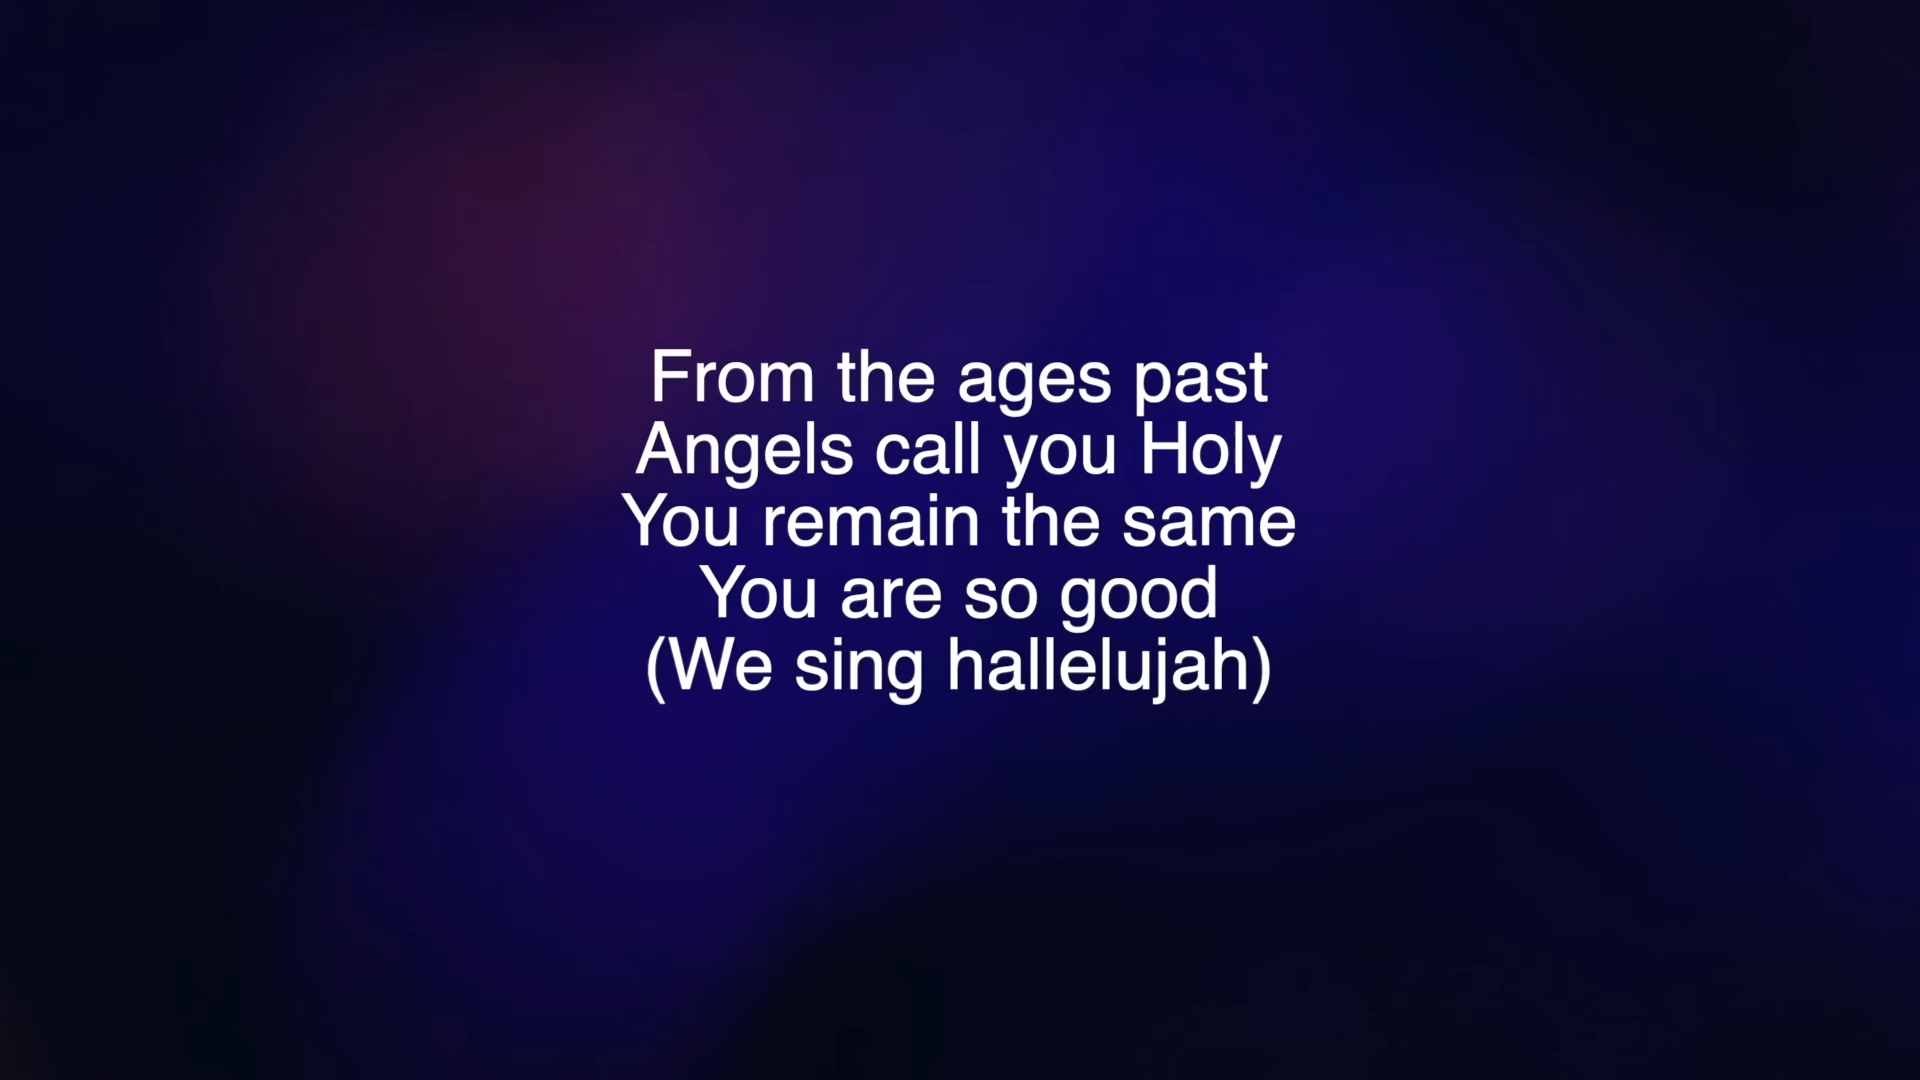 From the ages past
Angels call you Holy
You remain the same
You are so good
(We sing hallelujah)